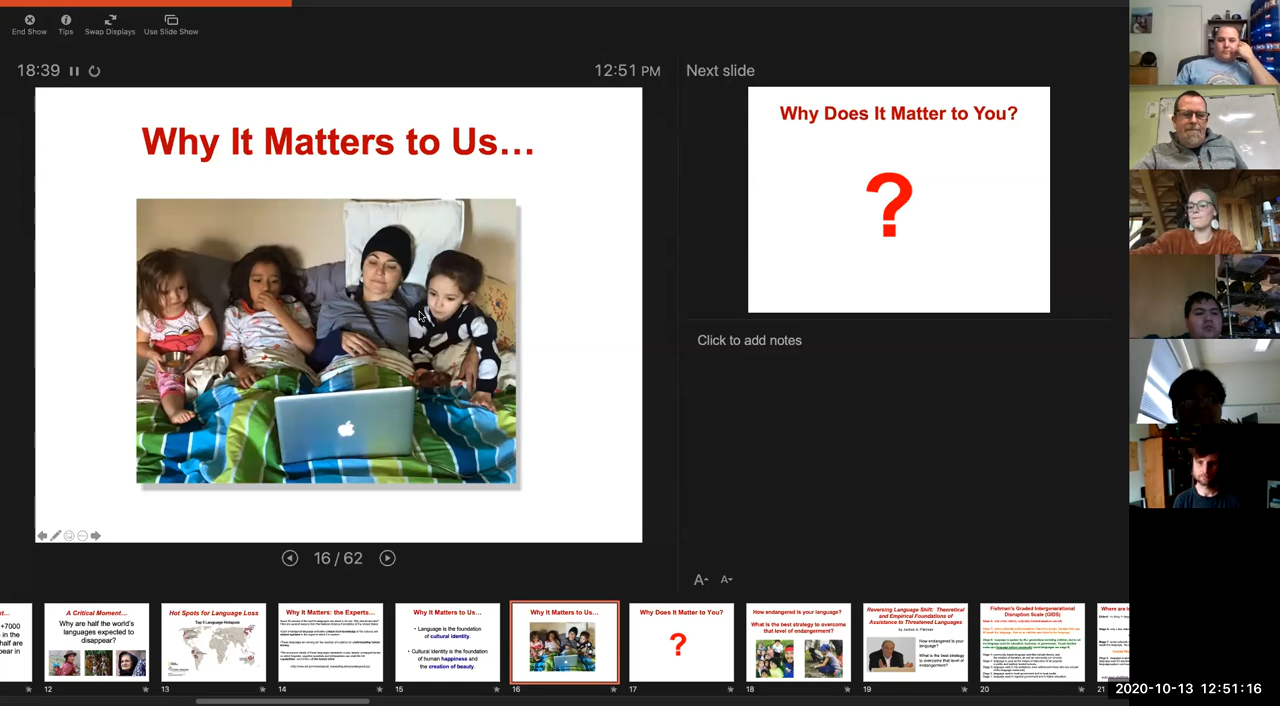 End Show
Tips
Swap Displays
Use Slide Show
18:39
12:51 PM
Next slide
Why It Matters to Us…
Why Does It Matter to You?
?
Click to add notes
16 / 62
A
A
A Critical Moment…
Why are half the world's
languages expected to
disappear?
Hot Spots for Language Loss
Top 5 Language Hotspots
Why It Matters: the Experts…
Why It Matters to Us…
• Language is the foundation
of cultural identity.
• Cultural identity is the foundation
of human happiness and
the creation of beauty.
Why It Matters to Us…
Why Does It Matter to You?
?
How endangered is your language?
What is the best strategy to overcome
that level of endangerment?
Reversing Language Shift: Theoretical
and Empirical Foundations of
Assistance to Threatened Languages
by Joshua A. Fishman
How endangered is your
language?
What is the best
strategy to overcome
that level of
endangerment?
Fishman's Graded Intergenerational
Disruption Scale (GIDS)
12
13
14
15
16
17
18
19
20
21
2020-10-13 12:51:16